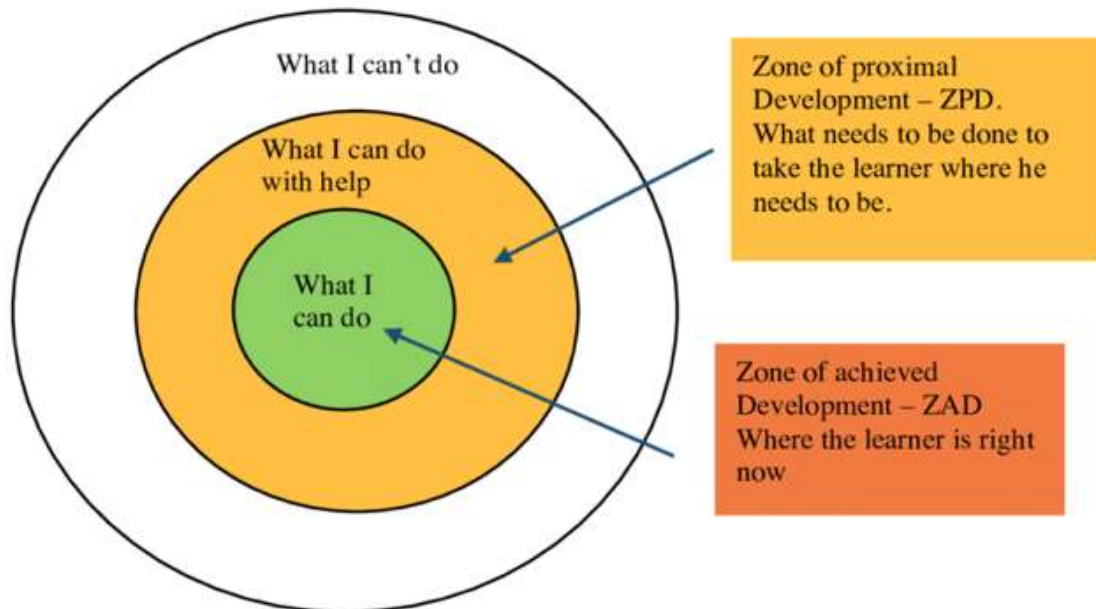 What I can't do
What I can do
with help
What I
can do
Zone of proximal
Development – ZPD.
What needs to be done to
take the learner where he
needs to be.
Zone of achieved
Development – ZAD
Where the learner is right
now